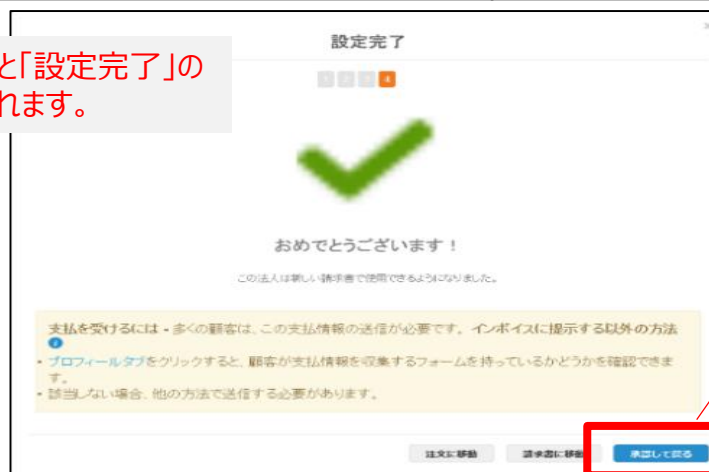 と「設定完了」の
れます。
設定完了
1 2 3 4
おめでとうございます！
この法人は新しい請求書で使用できるようになりました。
支払を受けるには - 多くの顧客は、この支払情報の送信が必要です。インボイスに提示する以外の方法
プロフィールタブをクリックすると、顧客が支払情報を収集するフォームを持っているかどうかを確認できま
す。
該当しない場合、他の方法で送信する必要があります。
注文に移動 請求書に移動 承認して戻る